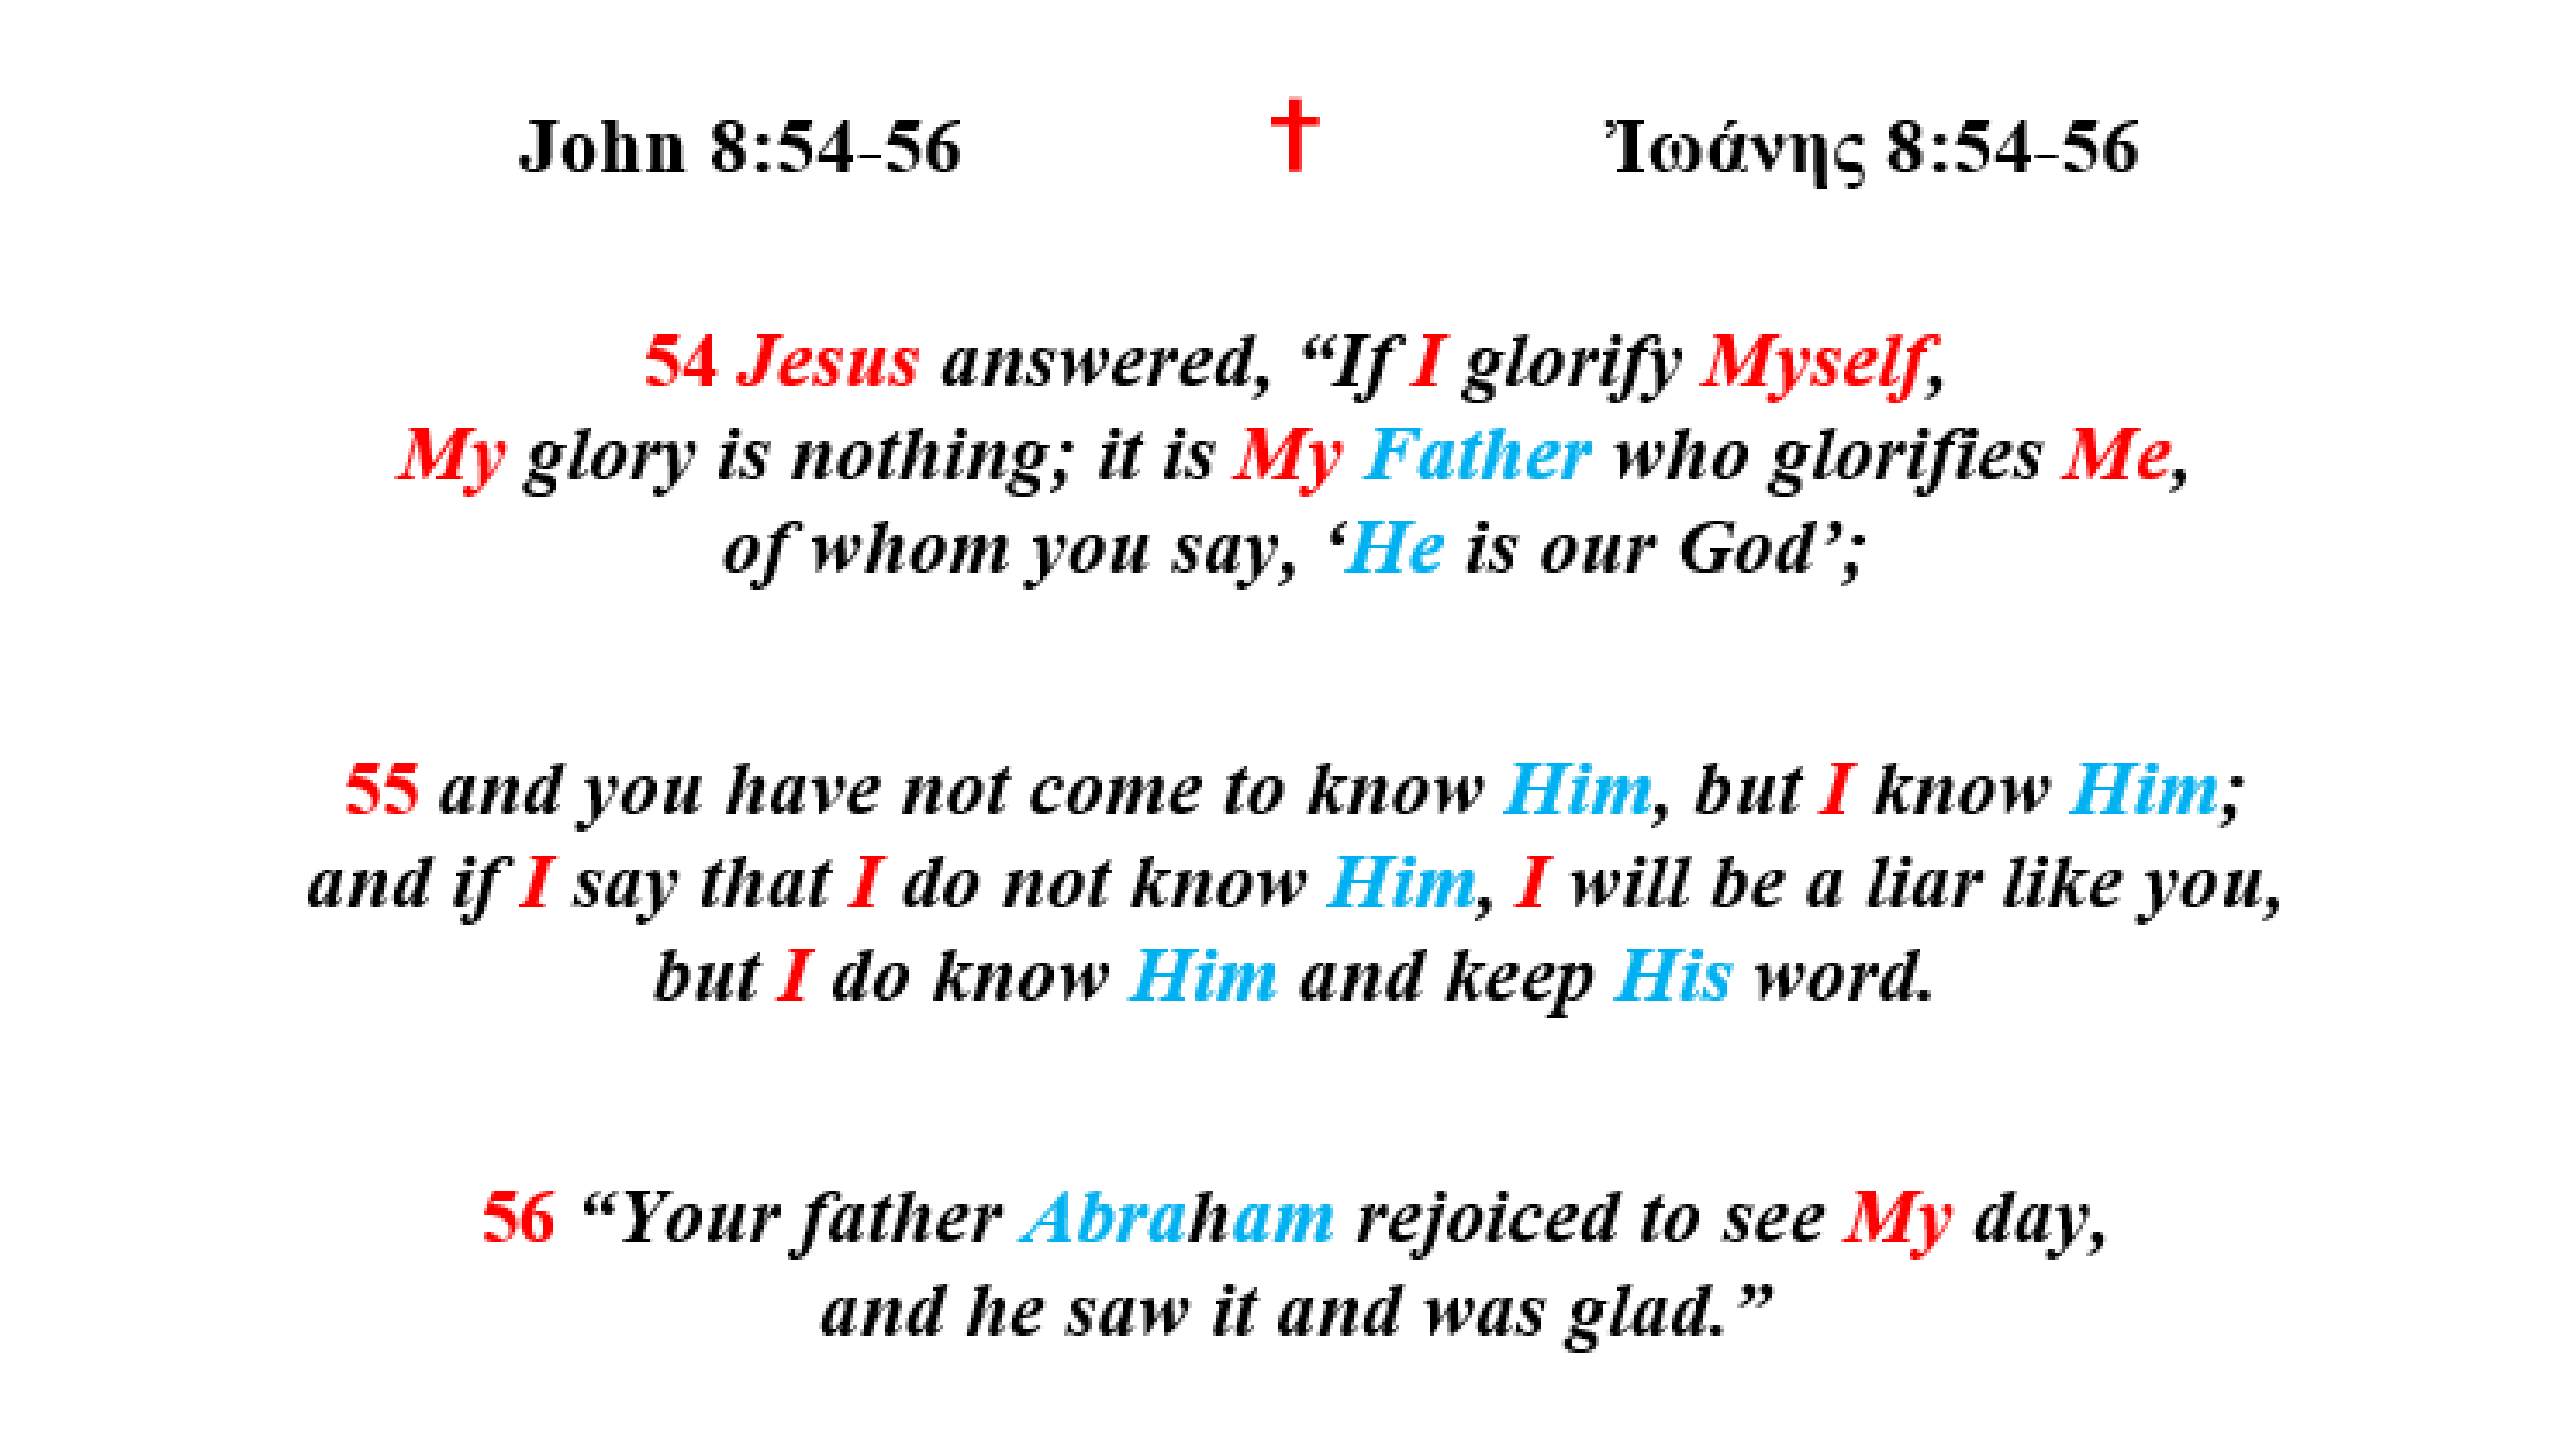 John 8:54-56 † Ἰωάνης 8:54-56
54 Jesus answered, “If I glorify Myself,
My glory is nothing; it is My Father who glorifies Me,
of whom you say, ‘He is our God’;
55 and you have not come to know Him, but I know Him;
and if I say that I do not know Him, I will be a liar like you,
but I do know Him and keep His word.
56 “Your father Abraham rejoiced to see My day,
and he saw it and was glad.”